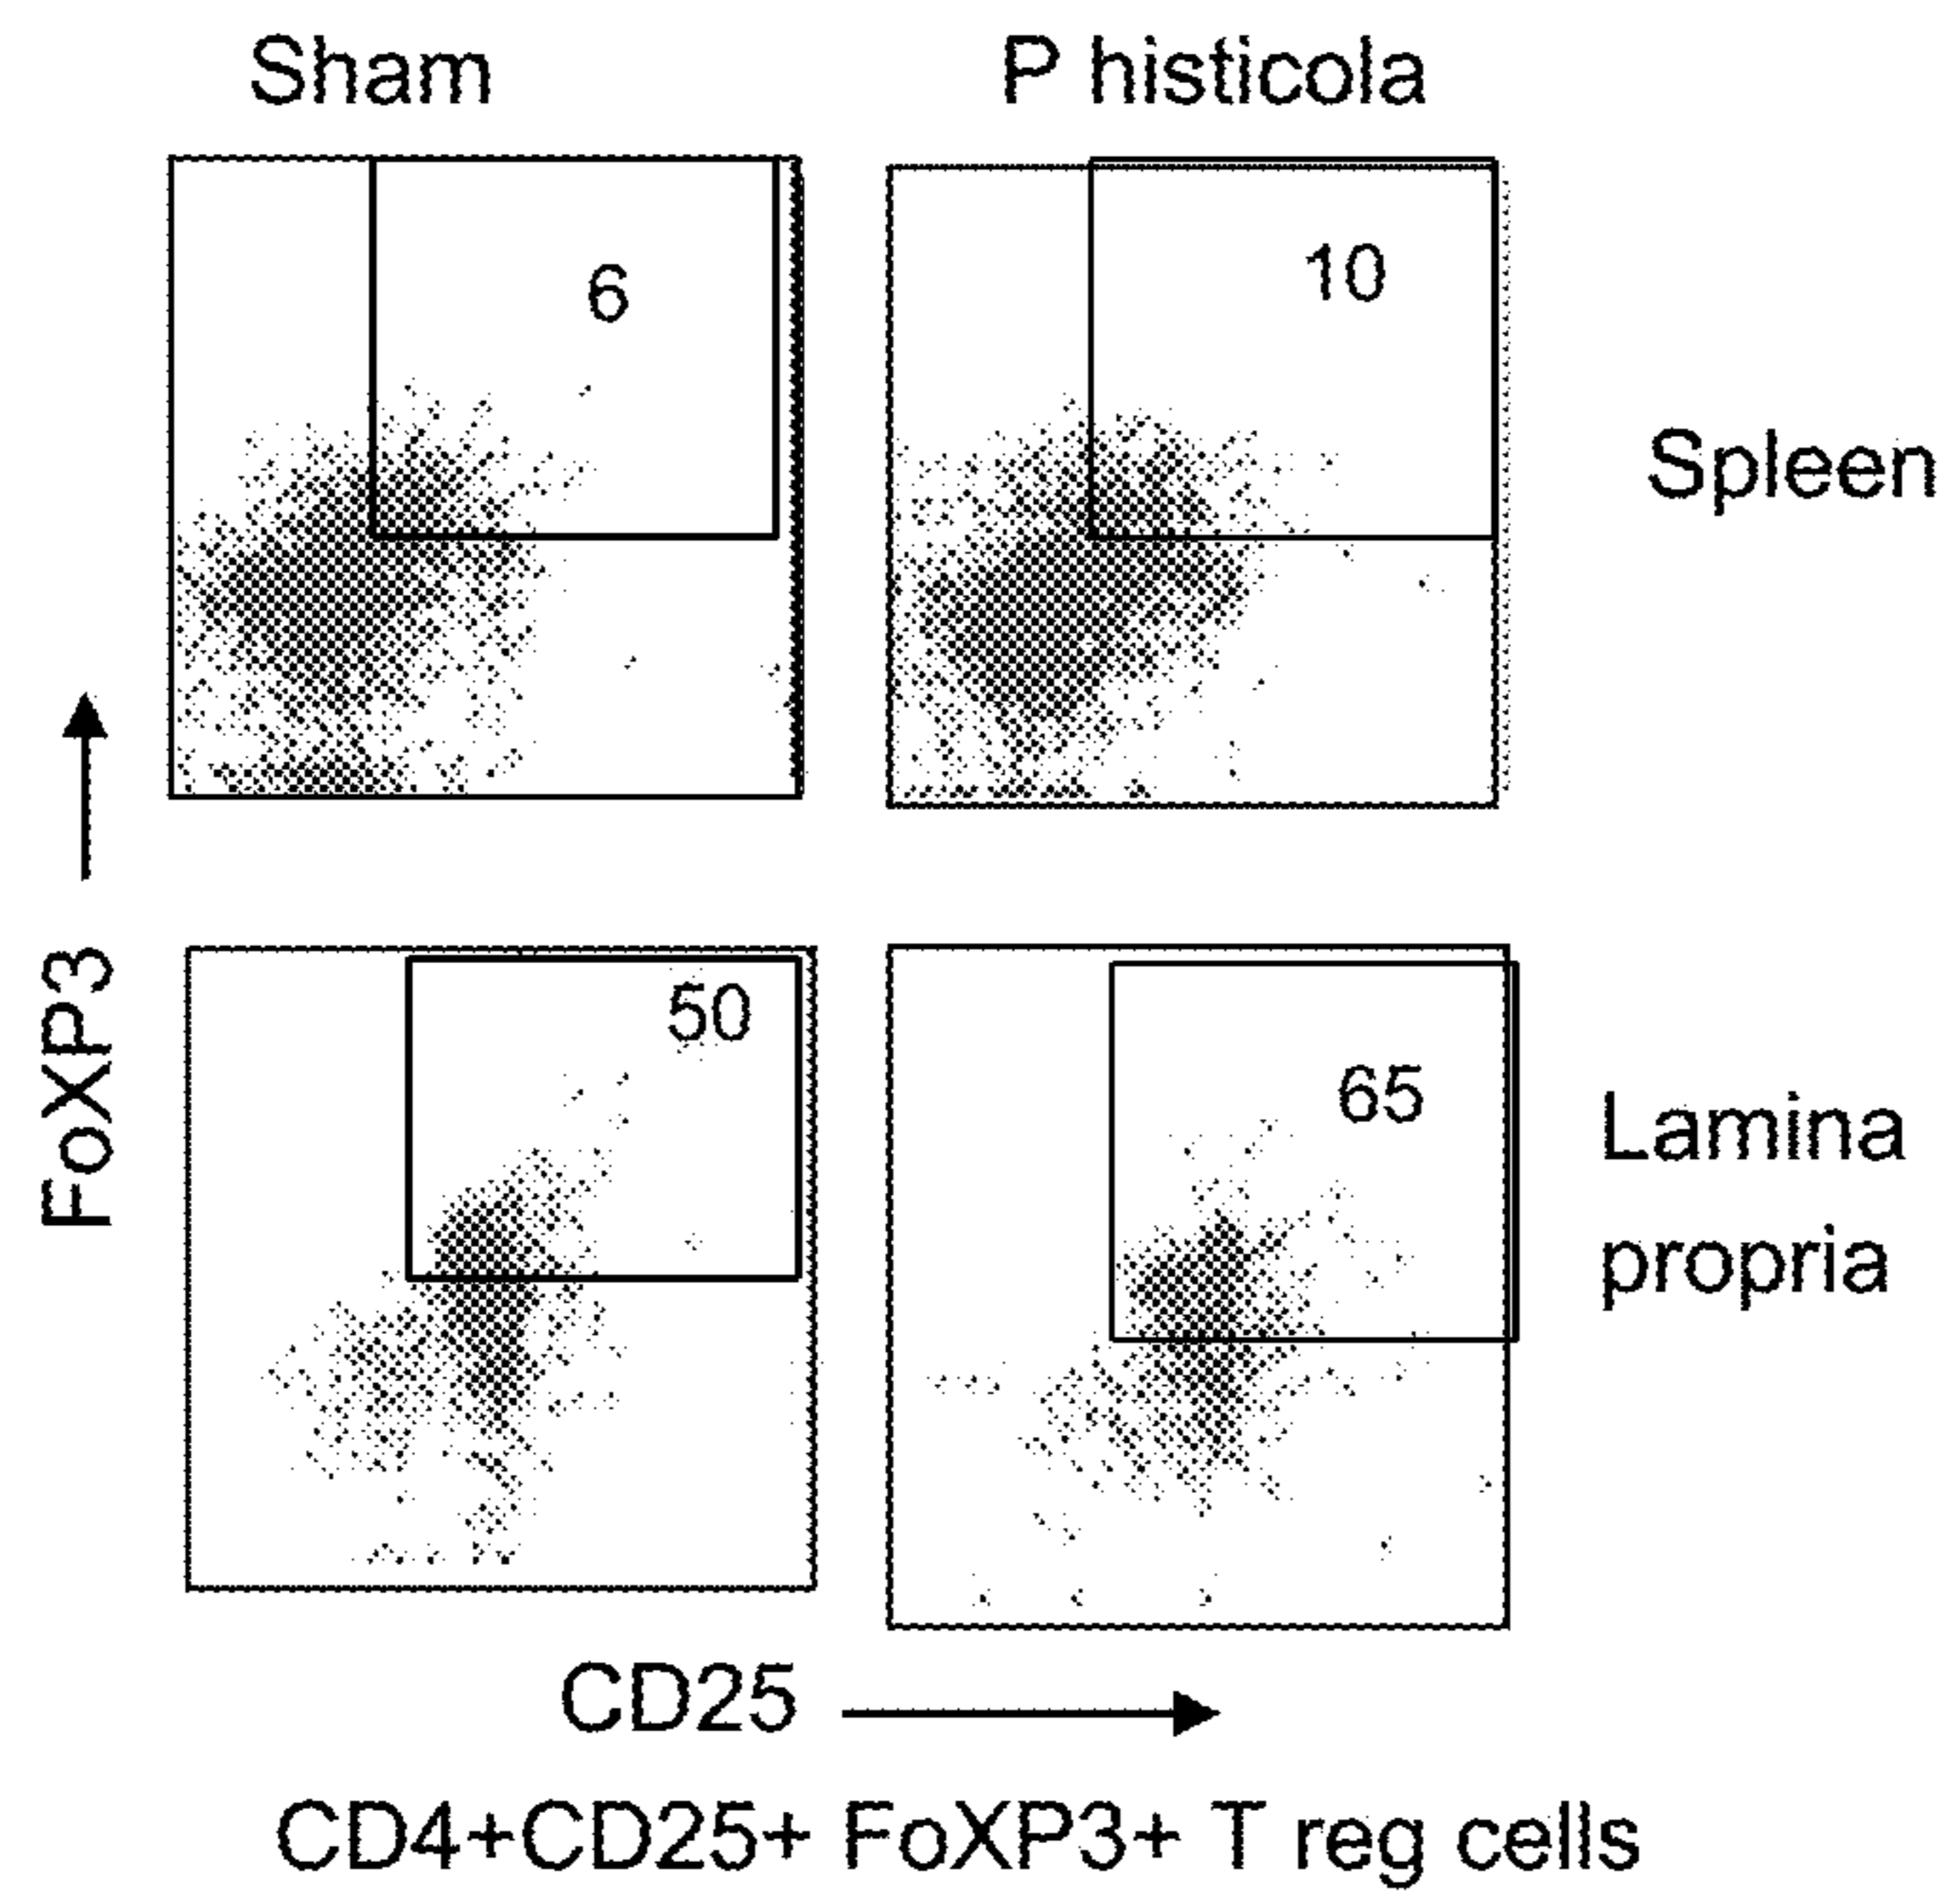 Sham
P histicola
6
10
Spleen
FoXP3
50
65
Lamina
propria
CD25
CD4+CD25+ FoXP3+ T reg cells